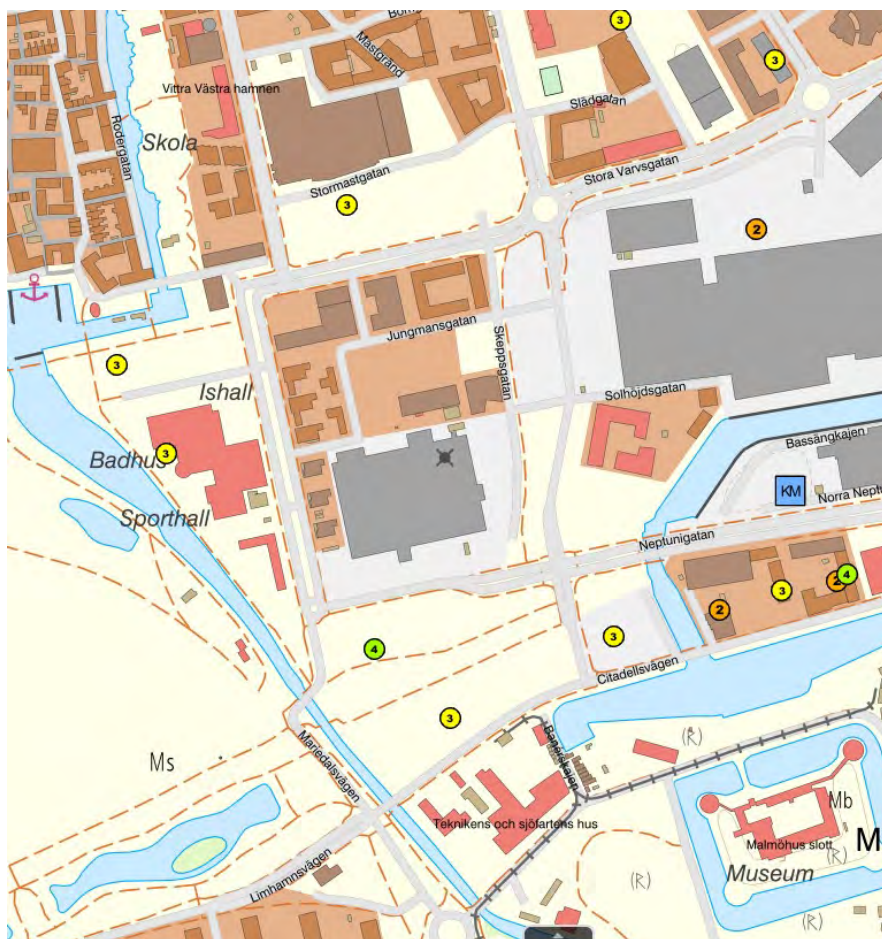 3
3
Mastgränd
Vittra Västra hamnen
Slädgatan
Rodergatan
Skola
Stora Varvsgatan
Stormastgatan
3
2
Jungmansgatan
Skeppsgatan
3
Ishall
Solhöjdsgatan
Bassängkajen
3
Badhus
KM
Norra Neptu
Sporthall
Neptunigatan
4
2
3
2
3
4
Citadellsvägen
3
Banérskajen
(R)
Mariedalsvägen
Ms
Mb
Teknikens och sjöfartens hus
Malmöhus slott
M
(R)
Museum
(R)
Limhamnsvägen
(R)